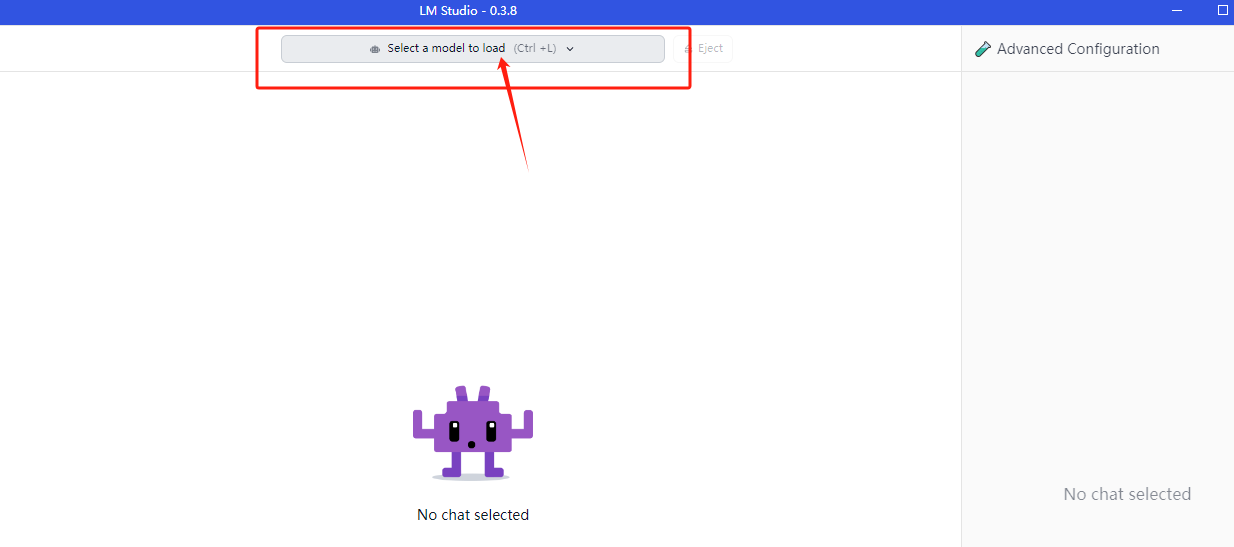 LM Studio - 0.3.8
Select a model to load (Ctrl +L)
Eject
Advanced Configuration
No chat selected
No chat selected